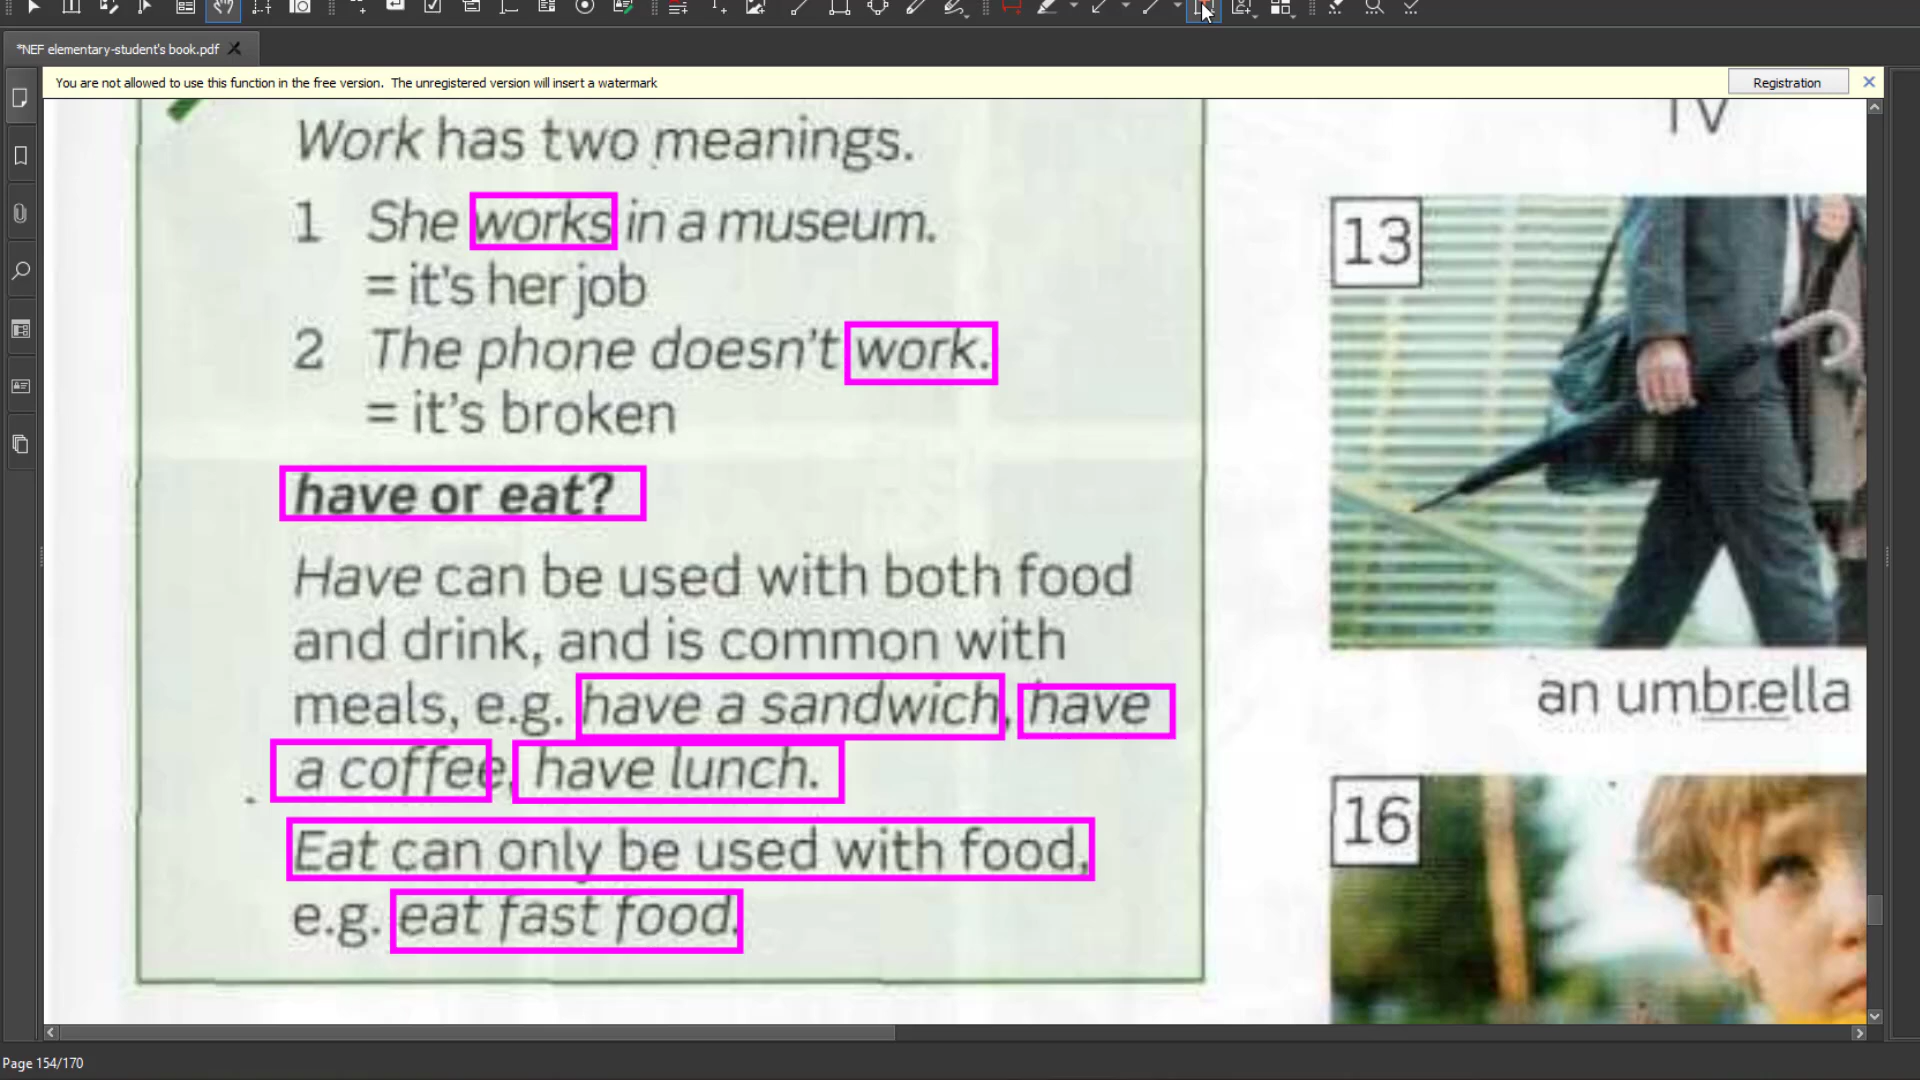 *NEF elementary-student's book.pdf
You are not allowed to use this function in the free version. The unregistered version will insert a watermark
Registration
Work has two meanings.
1 She works in a museum.
= it's her job
2 The phone doesn't work.
= it's broken
have or eat?
Have can be used with both food
and drink, and is common with
meals, e.g. have a sandwich, have
a coffee, have lunch.
Eat can only be used with food,
e.g. eat fast food.
TV
13
an umbrella
16
Page 154/170